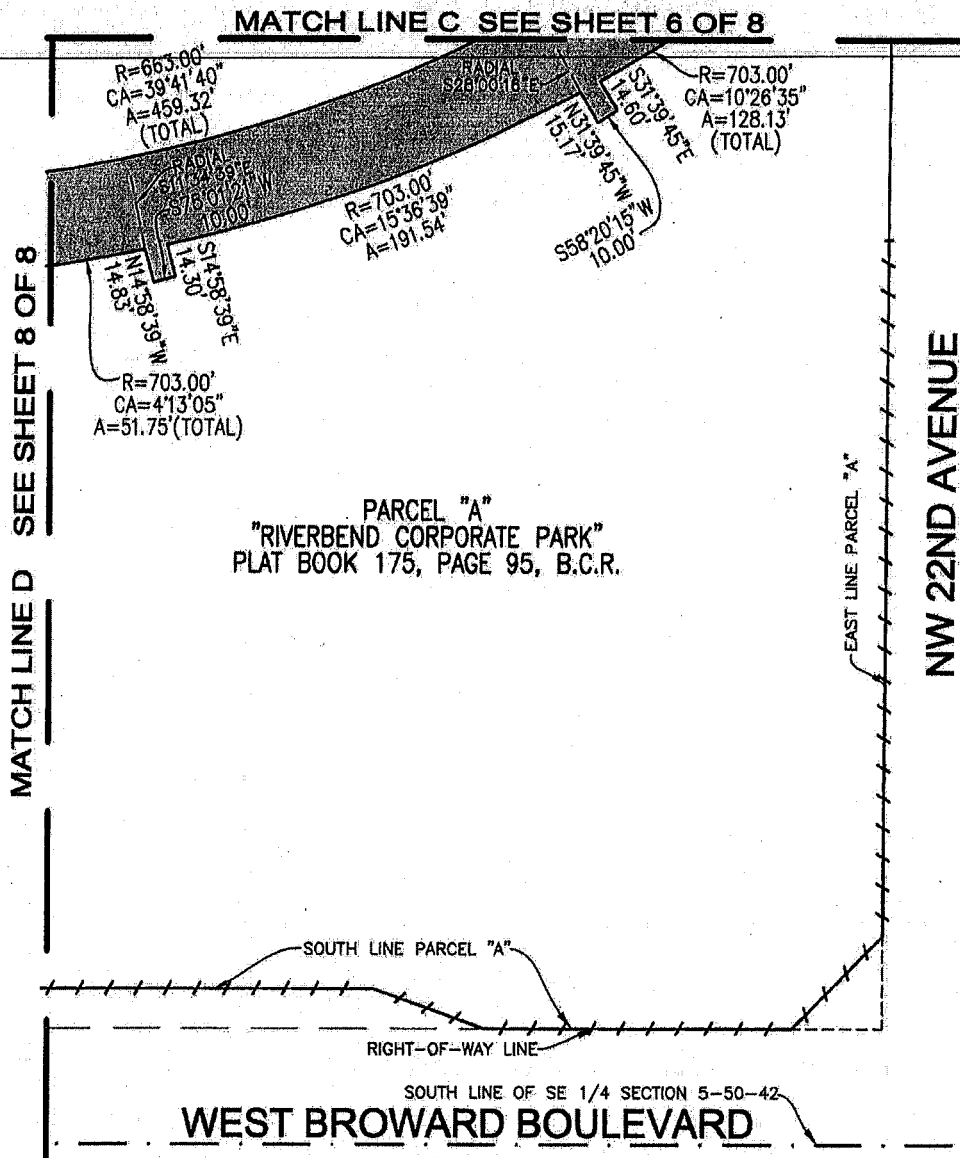 MATCH LINE C SEE SHEET 6 OF 8
R=663.00'
CA=39°41'40"
A=459.32'
(TOTAL)
RADIAL
S28°00'16"E
S31°39'45"E
14.60'
R=703.00'
CA=10°26'35"
A=128.13'
(TOTAL)
N31°39'45"W
15.17'
S58°20'15"W
10.00'
RADIAL
S11°34'39"E
S75°01'21"W
10.00'
R=703.00'
CA=15°36'39"
A=191.54'
S14°58'39"E
14.30'
N14°58'39"W
14.83'
R=703.00'
CA=4°13'05"
A=51.75'(TOTAL)
MATCH LINE D SEE SHEET 8 OF 8
PARCEL "A"
"RIVERBEND CORPORATE PARK"
PLAT BOOK 175, PAGE 95, B.C.R.
EAST LINE PARCEL "A"
NW 22ND AVENUE
SOUTH LINE PARCEL "A"
RIGHT-OF-WAY LINE
SOUTH LINE OF SE 1/4 SECTION 5-50-42
WEST BROWARD BOULEVARD